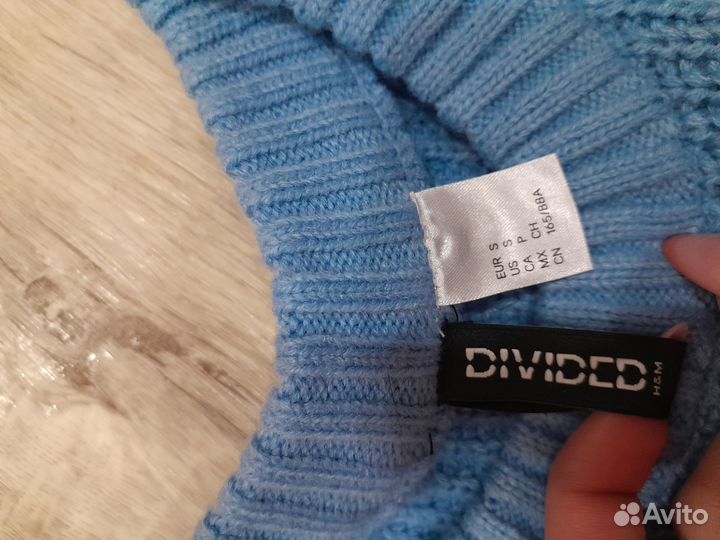 EUR S
US S
CA P
MX CH
CN 165/88A
DIVIDED
H&M
Avito